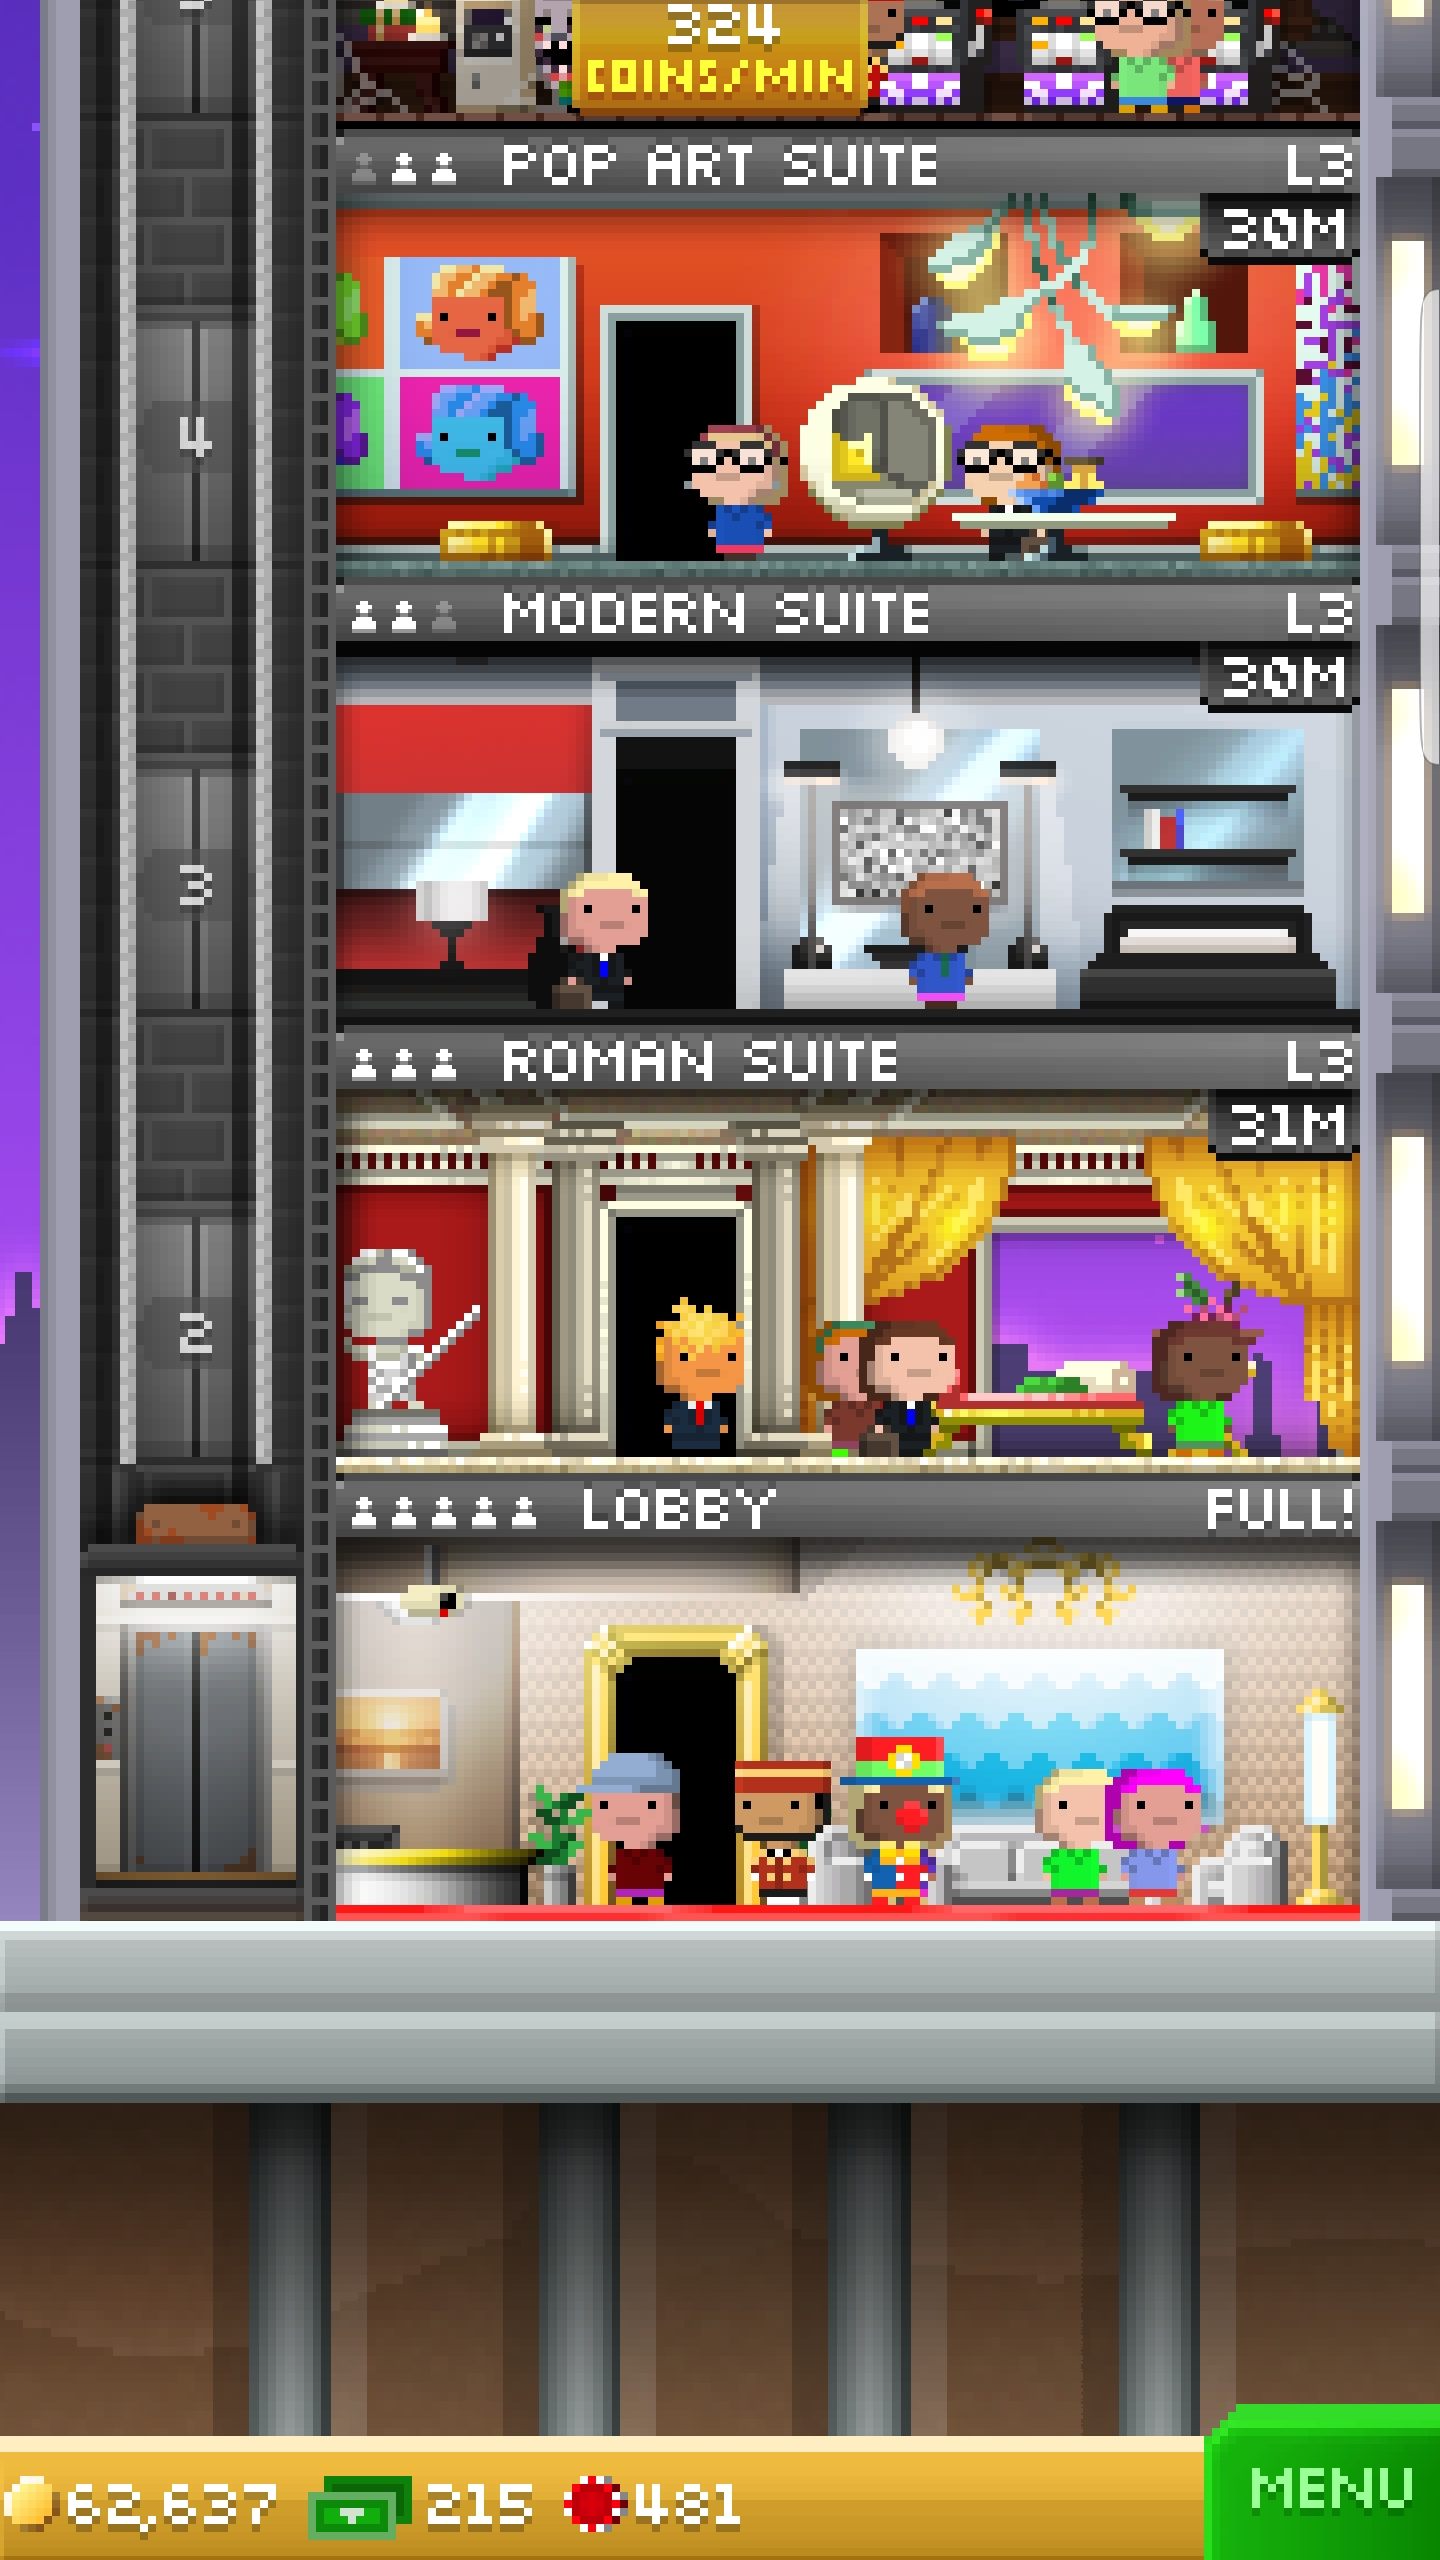 324
COINS/MIN
POP ART SUITE L3
30M
4
MODERN SUITE L3
30M
3
ROMAN SUITE L3
31M
2
LOBBY FULL!
62,637 215 481
MENU